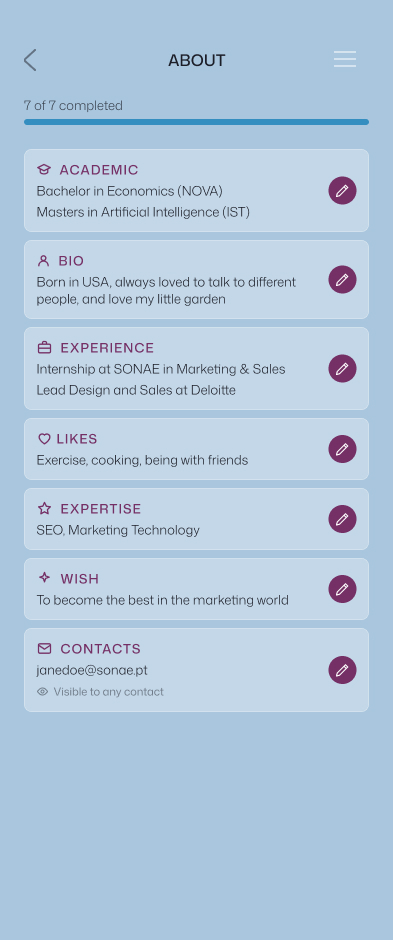 ABOUT
7 of 7 completed
ACADEMIC
Bachelor in Economics (NOVA)
Masters in Artificial Intelligence (IST)
BIO
Born in USA, always loved to talk to different
people, and love my little garden
EXPERIENCE
Internship at SONAE in Marketing & Sales
Lead Design and Sales at Deloitte
LIKES
Exercise, cooking, being with friends
EXPERTISE
SEO, Marketing Technology
WISH
To become the best in the marketing world
CONTACTS
janedoe@sonae.pt
Visible to any contact